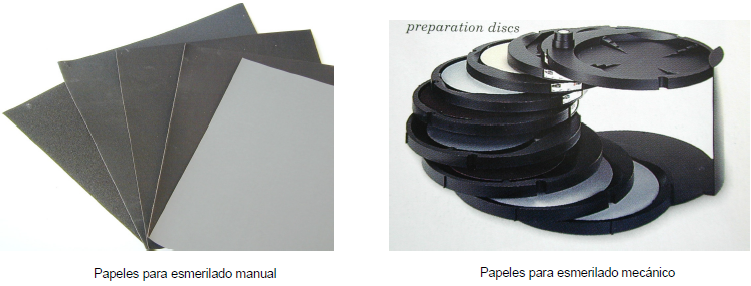 preparation discs
Papeles para esmerilado manual
Papeles para esmerilado mecánico